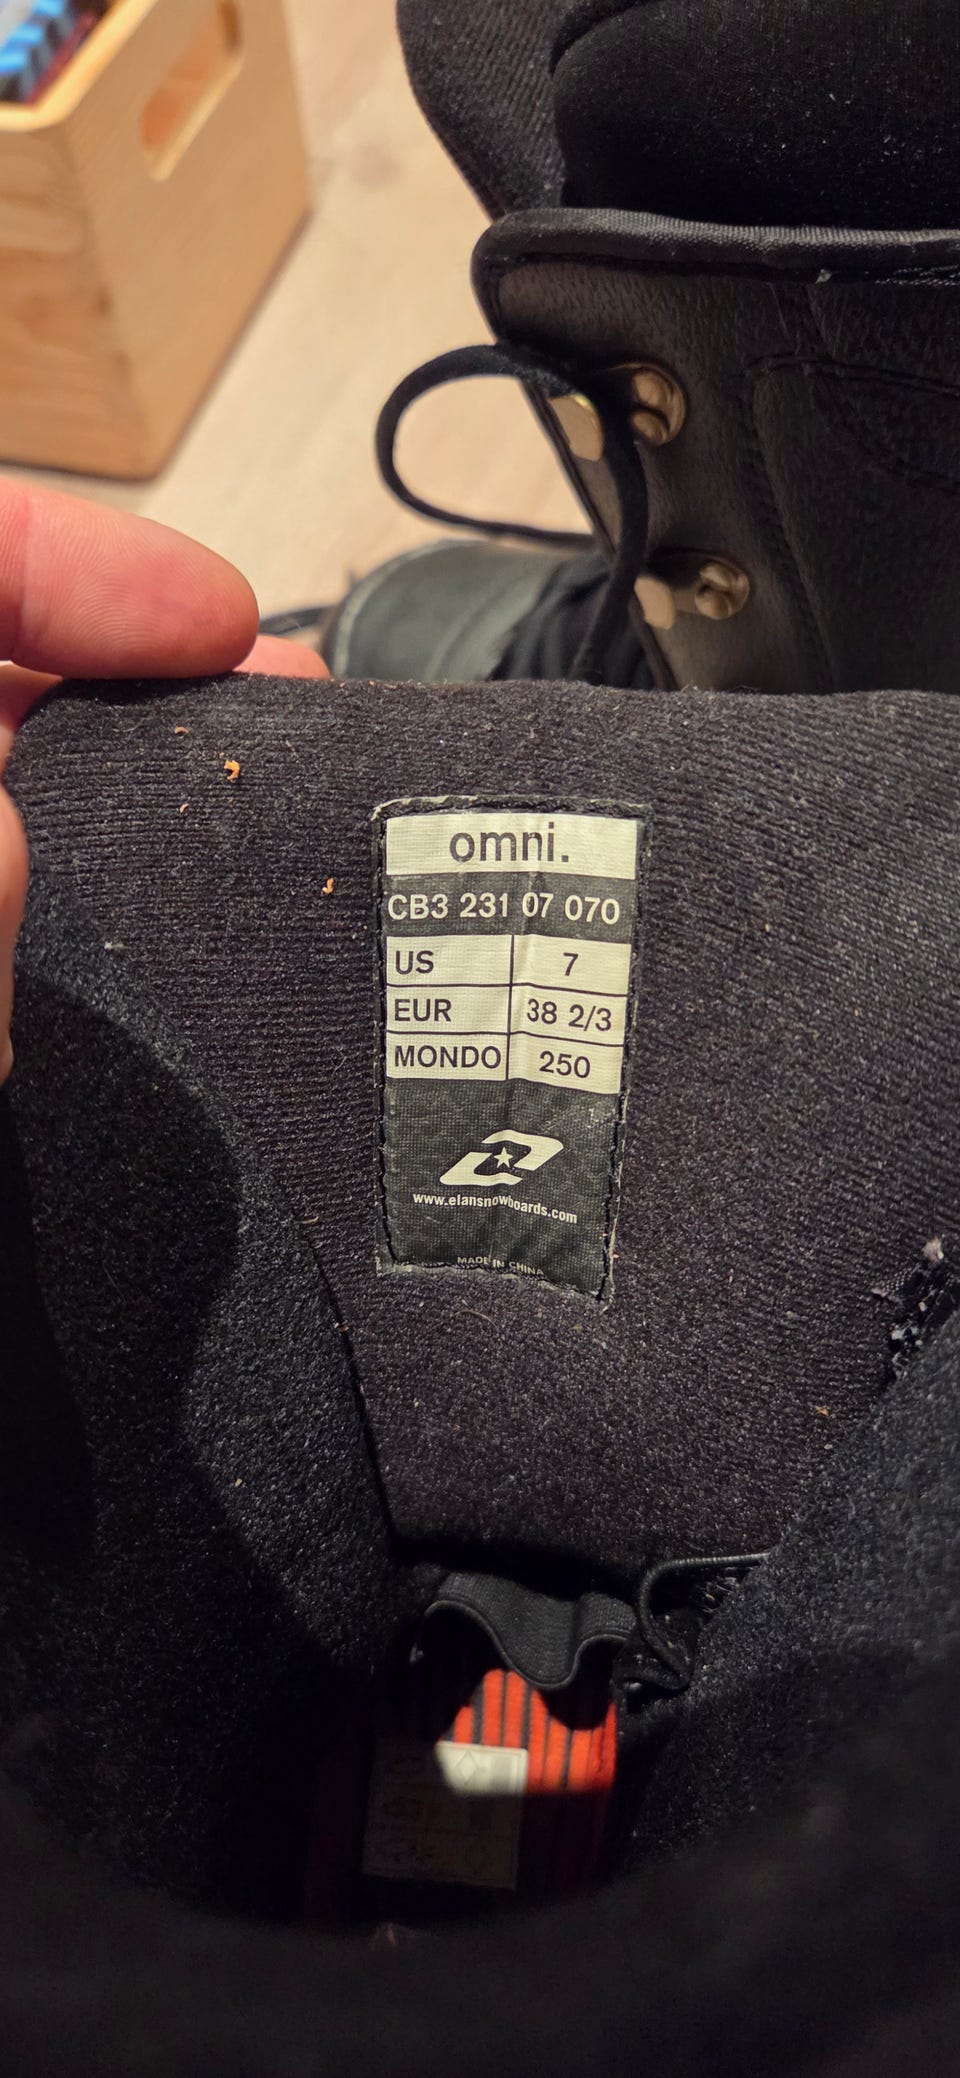 omni.
CB3 231 07 070
US 7
EUR 38 2/3
MONDO 250
www.elansnowboards.com
MADE IN CHINA